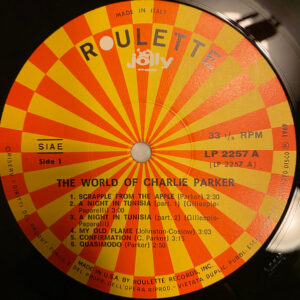 MADE IN ITALY
ROULETTE
jolly
SIAE
Side 1
33 1/3 RPM
LP 2257 A
[LP 2257 A]
THE WORLD OF CHARLIE PARKER
1. SCRAPPLE FROM THE APPLE (Parker) 2:50
2. A NIGHT IN TUNISIA (part. 1) (Gillespie-
Paparelli) 3:00
3. A NIGHT IN TUNISIA (part. 2) (Gillespie-
Paparelli)
4. MY OLD FLAME (Johnston-Coslow) 3:05
5. CONFIRMATION (C. Parker) 3:15
6. QUASIMODO (Parker) 2:50
MADE IN U.S.A. BY ROULETTE RECORDS, INC.